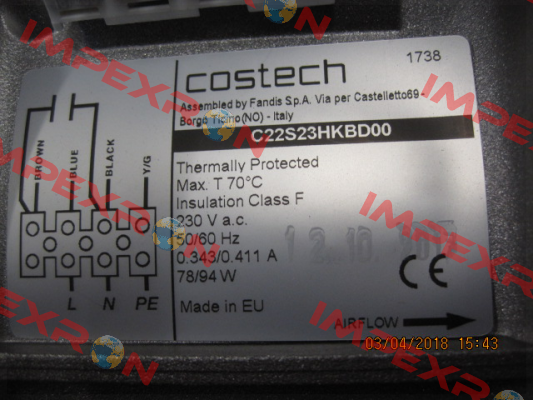 costech
1738
Assembled by Fandis S.p.A. Via per Castelletto69 -
Borgo Ticino(NO) - Italy
C22S23HKBD00
Thermally Protected
Max. T 70°C
Insulation Class F
230 V a.c.
50/60 Hz
0.343/0.411 A
78/94 W
Made in EU
CE
AIRFLOW
BROWN
BLUE
BLACK
Y/G
L N PE
03/04/2018 15:43
IMPEXRON
IMPEXRON
IMPEXRON
IMPEXRON